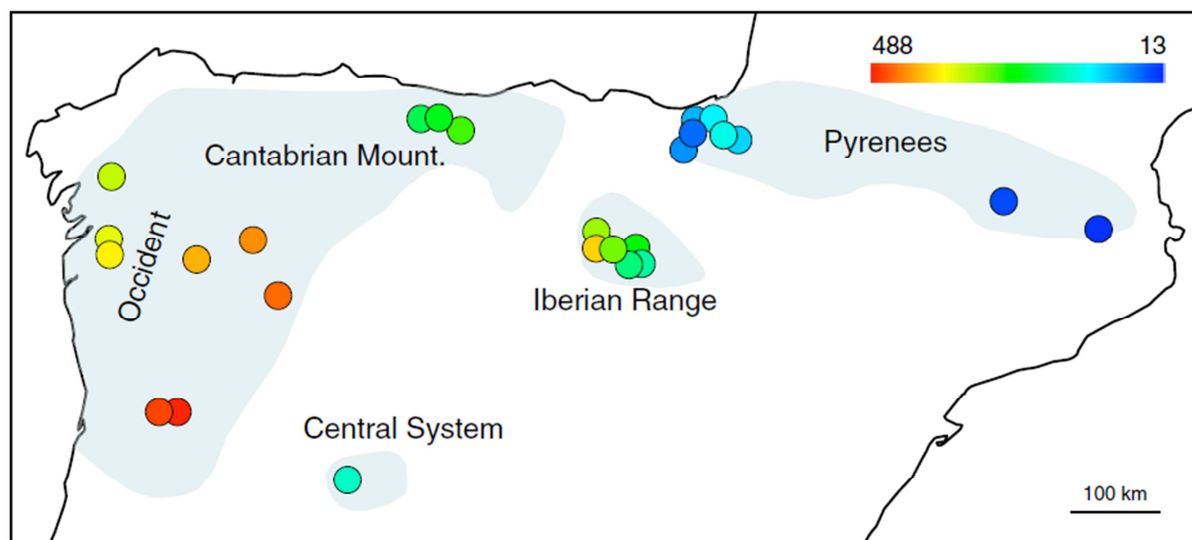 488 13
Cantabrian Mount.
Pyrenees
Occident
Iberian Range
Central System
100 km